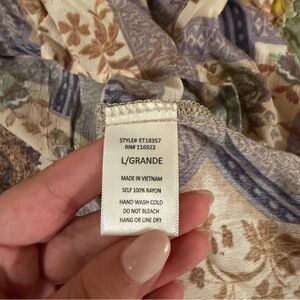 STYLE# ET18357
RN# 116923
L/GRANDE
MADE IN VIETNAM
SELF 100% RAYON
HAND WASH COLD
DO NOT BLEACH
HANG OR LINE DRY